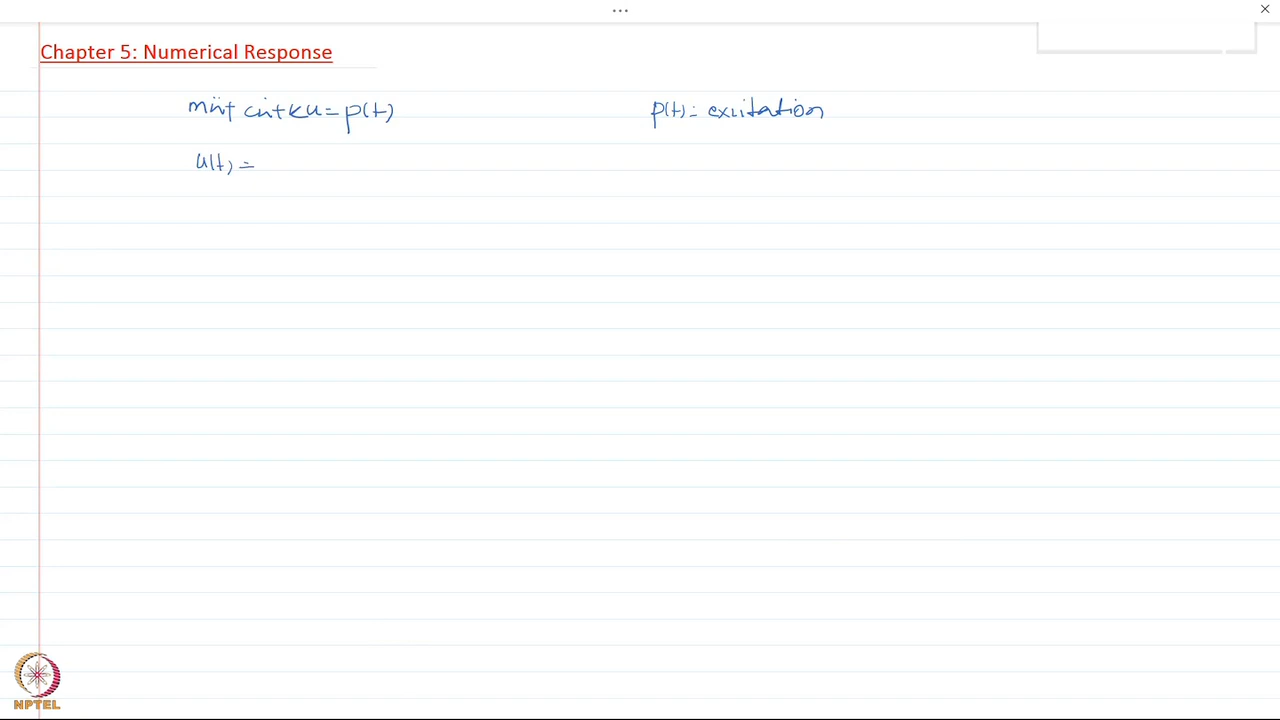 Chapter 5: Numerical Response
mü + cu̇ + ku = p(t) p(t) = excitation
u(t) =
NPTEL